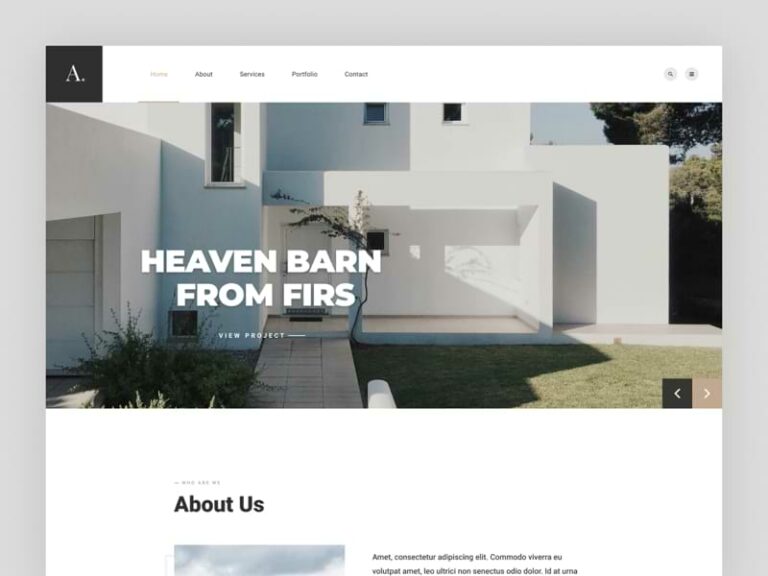 A.
Home About Services Portfolio Contact
HEAVEN BARN
FROM FIRS
VIEW PROJECT
— WHO ARE WE
About Us
Amet, consectetur adipiscing elit. Commodo viverra eu
volutpat amet, leo ultrici non senectus odio dolor. Id at urna